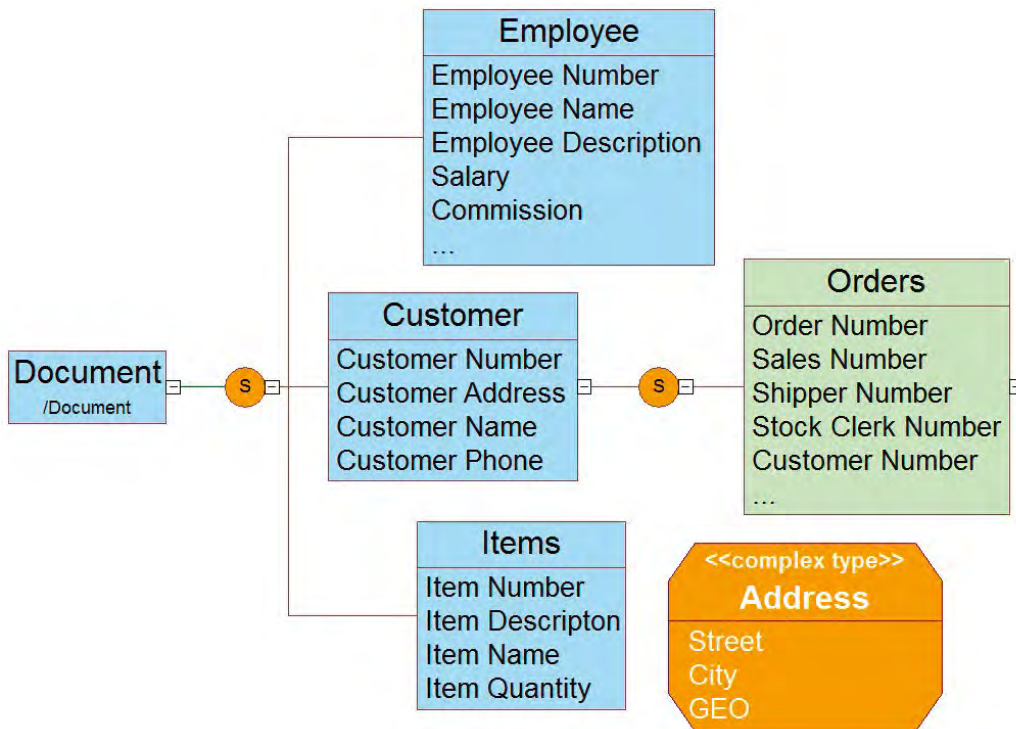 Employee
Employee Number
Employee Name
Employee Description
Salary
Commission
...
Document
/Document
S
Customer
Customer Number
Customer Address
Customer Name
Customer Phone
S
Orders
Order Number
Sales Number
Shipper Number
Stock Clerk Number
Customer Number
...
Items
Item Number
Item Descripton
Item Name
Item Quantity
<<complex type>>
Address
Street
City
GEO